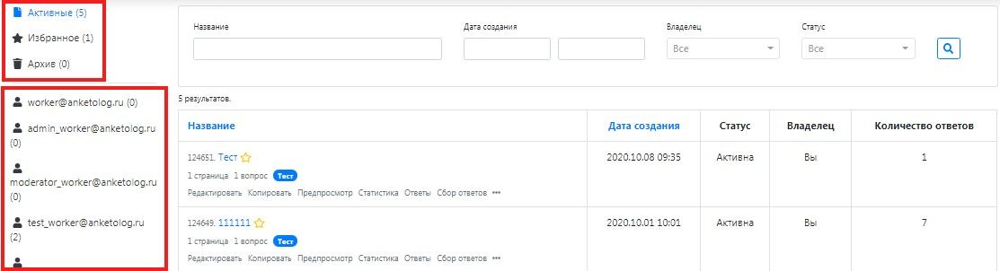 Активные (5)
Избранное (1)
Архив (0)
worker@anketolog.ru (0)
admin_worker@anketolog.ru
(0)
moderator_worker@anketolog.ru
(0)
test_worker@anketolog.ru
(2)
Название
Дата создания
Владелец
Статус
Все
Все
5 результатов.
Название Дата создания Статус Владелец Количество ответов
124651. Тест 2020.10.08 09:35 Активна Вы 1
1 страница 1 вопрос Тест
Редактировать Копировать Предпросмотр Статистика Ответы Сбор ответов •••
124649. 111111 2020.10.01 10:01 Активна Вы 7
1 страница 1 вопрос Тест
Редактировать Копировать Предпросмотр Статистика Ответы Сбор ответов •••